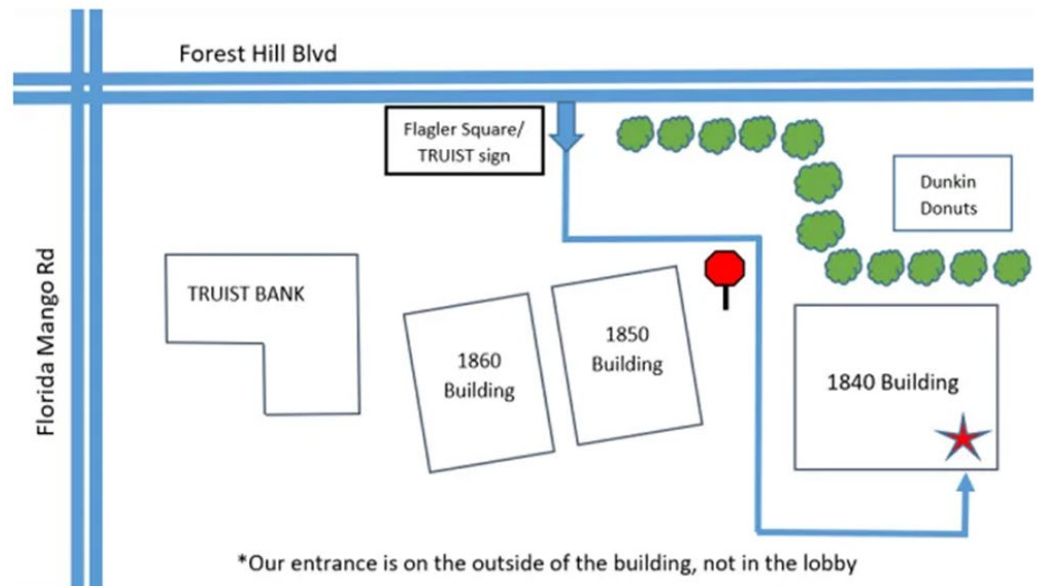 Forest Hill Blvd
Flagler Square/
TRUIST sign
Dunkin
Donuts
Florida Mango Rd
TRUIST BANK
1860
Building
1850
Building
1840 Building
*Our entrance is on the outside of the building, not in the lobby